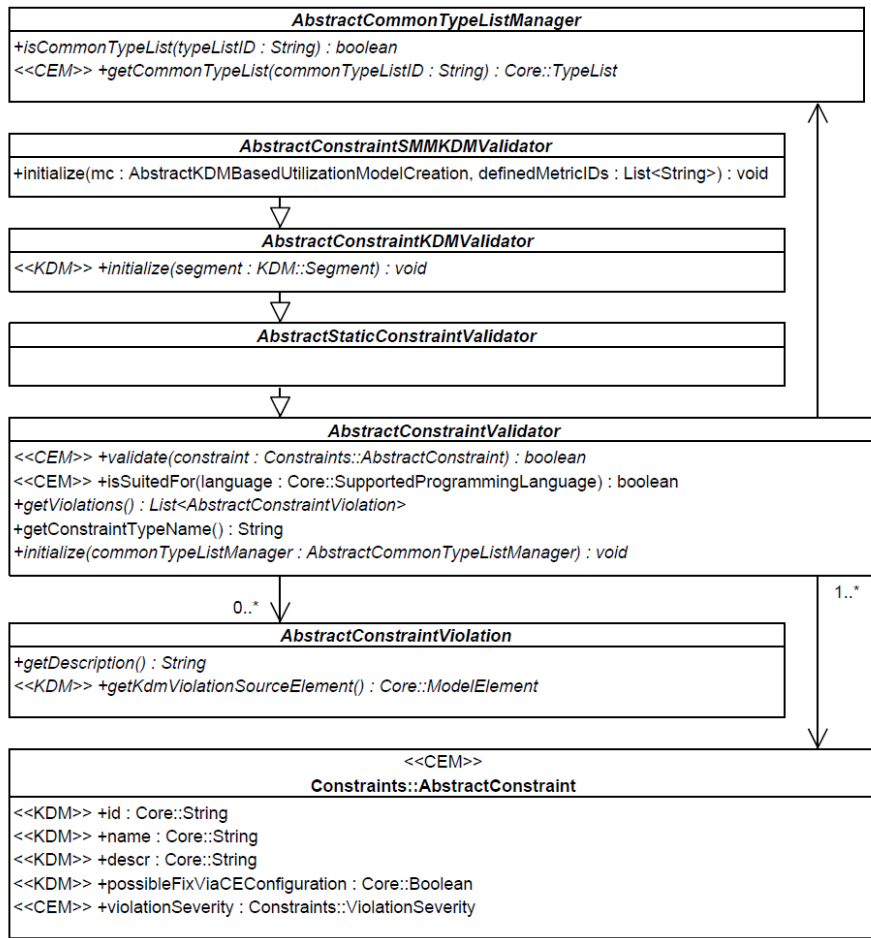 AbstractCommonTypeListManager
+isCommonTypeList(typeListID : String) : boolean
<<CEM>> +getCommonTypeList(commonTypeListID : String) : Core::TypeList
AbstractConstraintSMMKDMValidator
+initialize(mc : AbstractKDMBasedUtilizationModelCreation, definedMetricIDs : List<String>) : void
AbstractConstraintKDMValidator
<<KDM>> +initialize(segment : KDM::Segment) : void
AbstractStaticConstraintValidator
AbstractConstraintValidator
<<CEM>> +validate(constraint : Constraints::AbstractConstraint) : boolean
<<CEM>> +isSuitedFor(language : Core::SupportedProgrammingLanguage) : boolean
+getViolations() : List<AbstractConstraintViolation>
+getConstraintTypeName() : String
+initialize(commonTypeListManager : AbstractCommonTypeListManager) : void
0..*
1..*
AbstractConstraintViolation
+getDescription() : String
<<KDM>> +getKdmViolationSourceElement() : Core::ModelElement
<<CEM>>
Constraints::AbstractConstraint
<<KDM>> +id : Core::String
<<KDM>> +name : Core::String
<<KDM>> +descr : Core::String
<<KDM>> +possibleFixViaCEConfiguration : Core::Boolean
<<CEM>> +violationSeverity : Constraints::ViolationSeverity